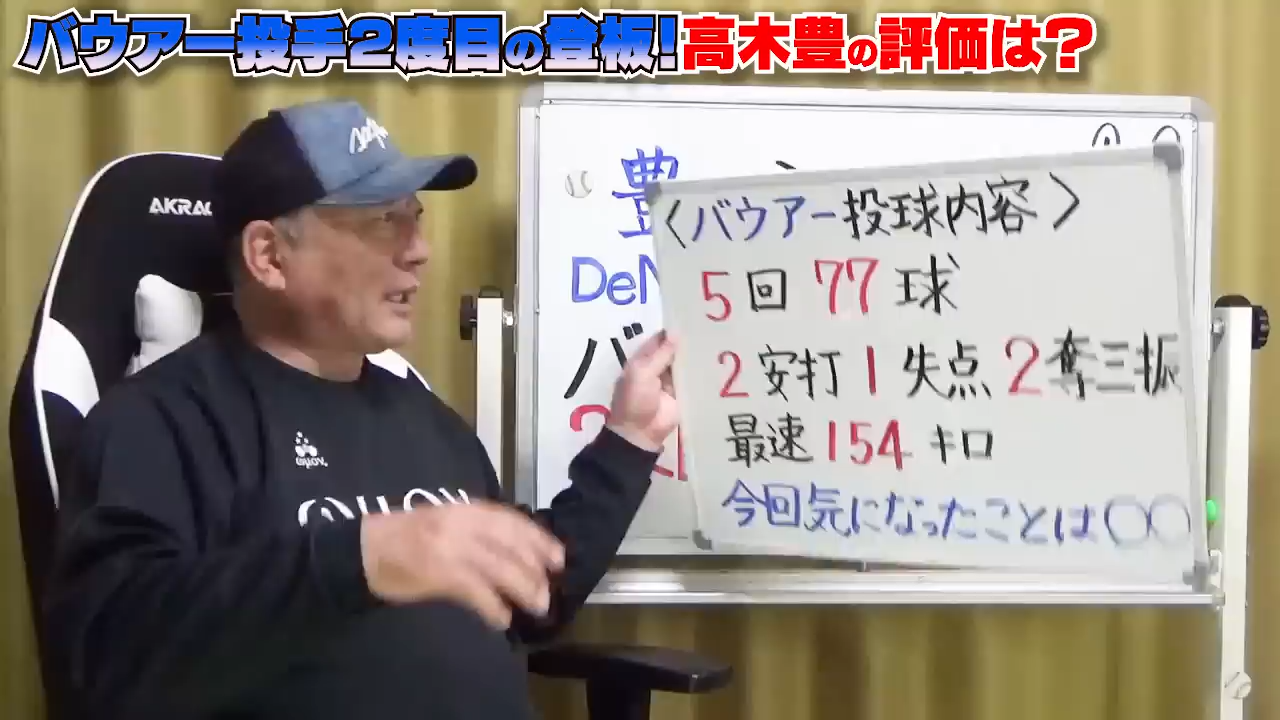 バウアー投手2度目の登板!高木豊の評価は?
AKRAC
豊
DeN
バ
〈バウアー投球内容〉
5回 77球
2安打1失点2奪三振
最速154キロ
今回気になったことは○○